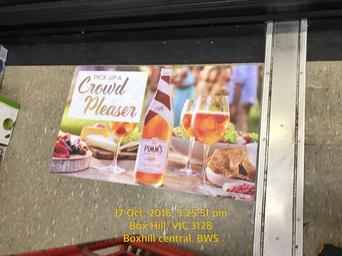 PICK UP A
Crowd
Pleaser
PIMM'S
17 Oct, 2016, 3:25:51 pm
Box Hill, VIC 3128
Boxhill central. BWS